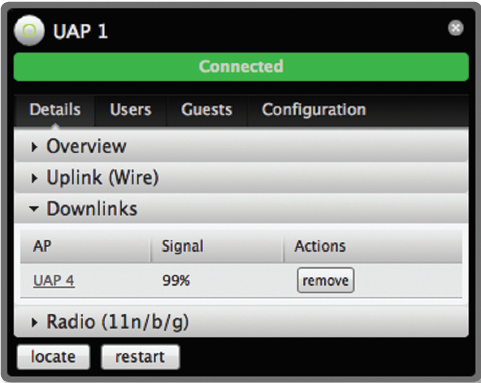 UAP 1
Connected
Details Users Guests Configuration
Overview
Uplink (Wire)
Downlinks
AP Signal Actions
UAP 4 99% remove
Radio (11n/b/g)
locate restart